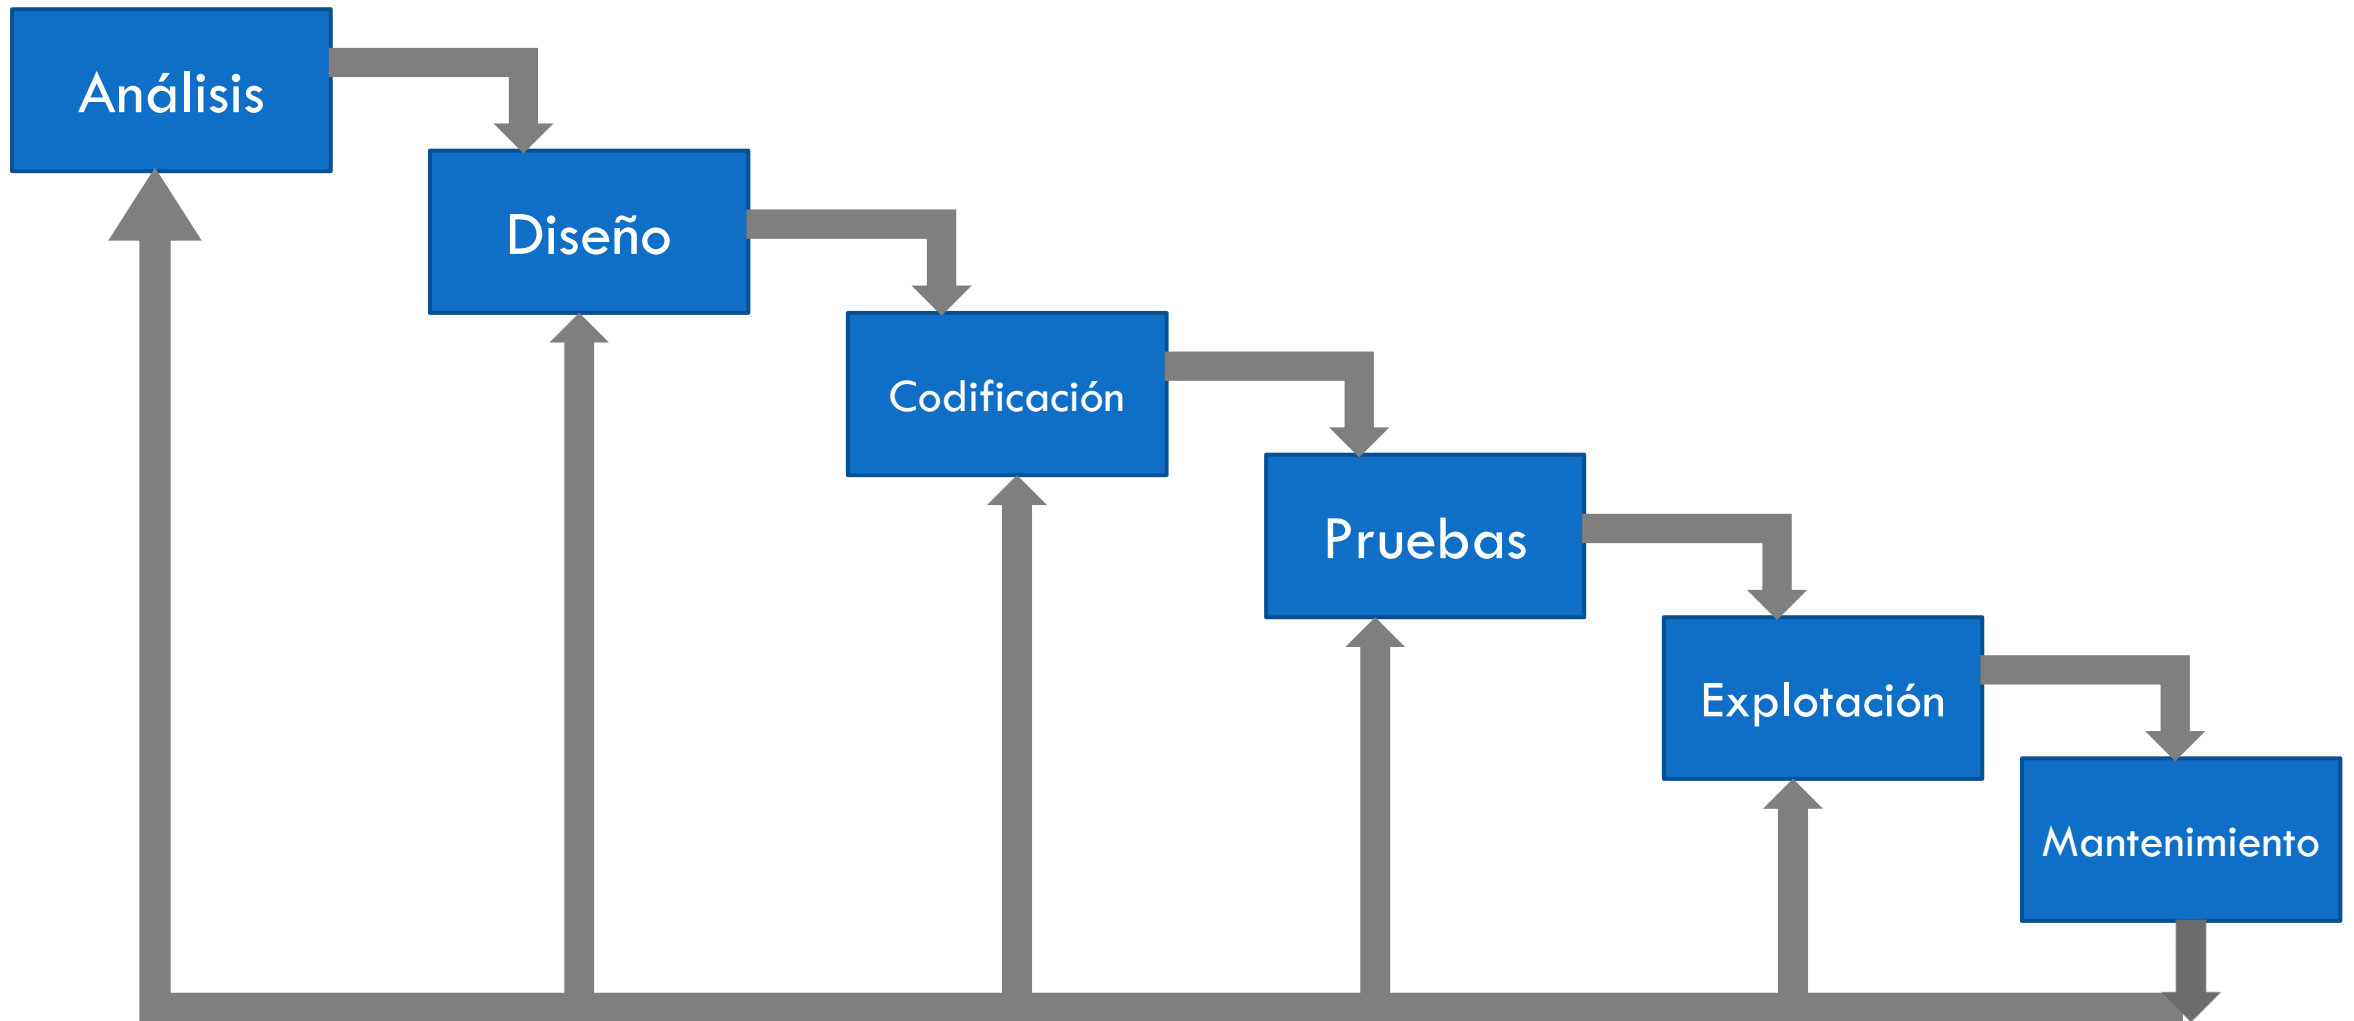 Análisis
Diseño
Codificación
Pruebas
Explotación
Mantenimiento